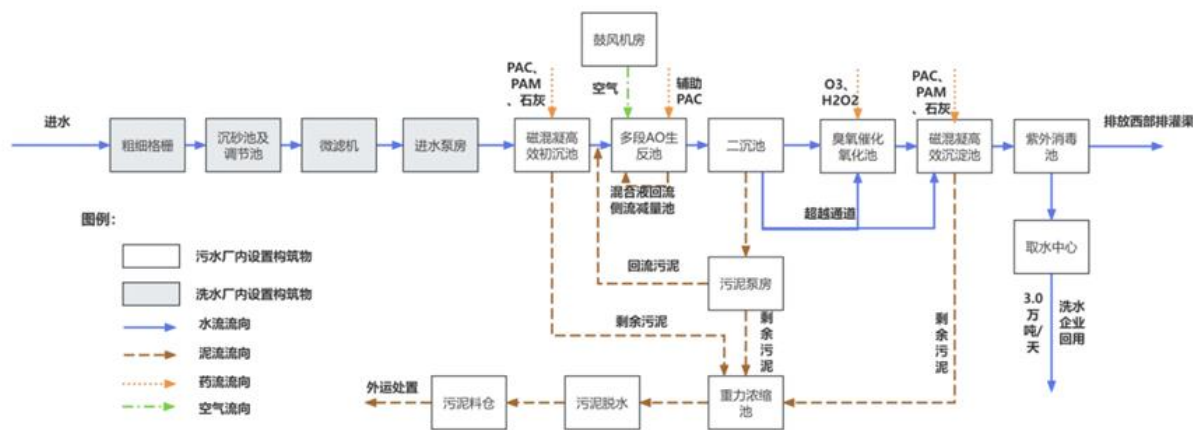 鼓风机房
PAC、
PAM
、石灰
空气
辅助
PAC
O3、
H2O2
PAC、
PAM
、石灰
进水
排放西部排灌渠
粗细格栅
沉砂池及
调节池
微滤机
进水泵房
磁混凝高
效初沉池
多段AO生
反池
二沉池
臭氧催化
氧化池
磁混凝高
效沉淀池
紫外消毒
池
混合液回流
侧流减量池
超越通道
图例：
取水中心
污水厂内设置构筑物
回流污泥
污泥泵房
洗水厂内设置构筑物
3.0
万
吨/
天
洗水
企业
回用
水流流向
剩余污泥
剩
余
污
泥
剩
余
污
泥
泥流流向
药流流向
外运处置
污泥料仓
污泥脱水
重力浓缩
池
空气流向